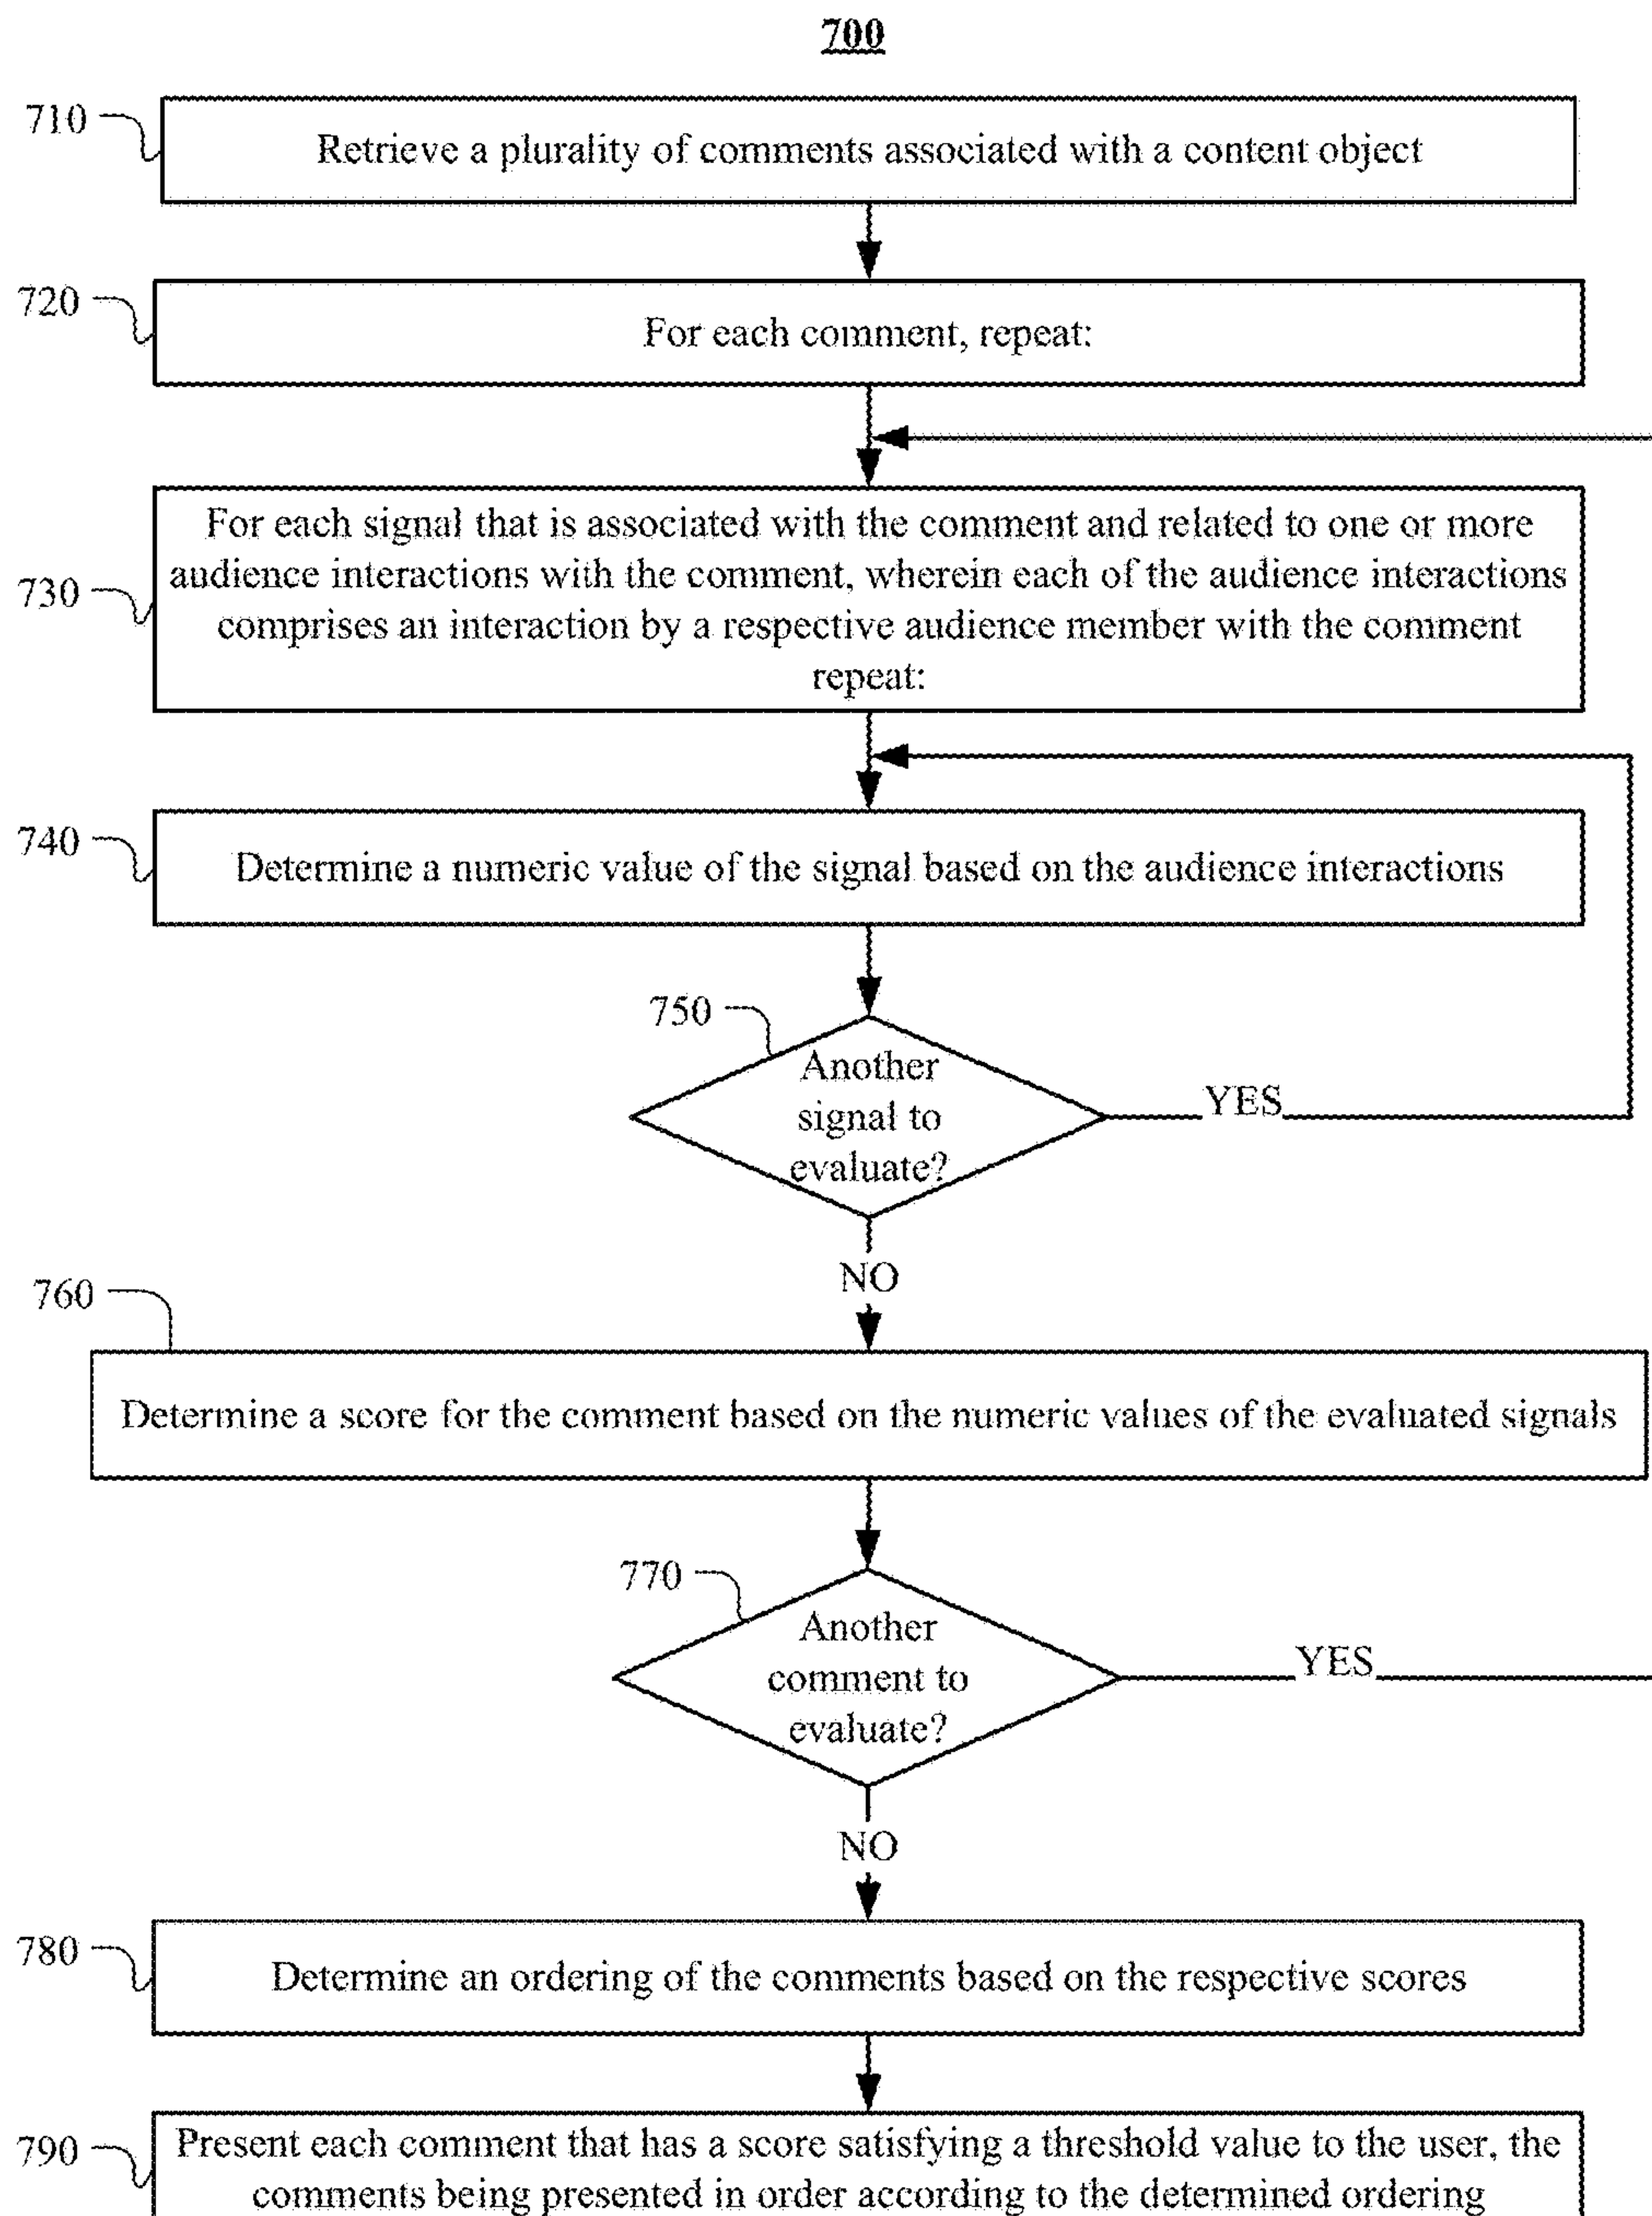 700
710
Retrieve a plurality of comments associated with a content object
720
For each comment, repeat:
For each signal that is associated with the comment and related to one or more
audience interactions with the comment, wherein each of the audience interactions
730
comprises an interaction by a respective audience member with the comment
repeat:
740
Determine a numeric value of the signal based on the audience interactions
750
Another
signal to
evaluate?
YES
NO
760
Determine a score for the comment based on the numeric values of the evaluated signals
770
Another
comment to
evaluate?
YES
NO
780
Determine an ordering of the comments based on the respective scores
790
Present each comment that has a score satisfying a threshold value to the user, the
comments being presented in order according to the determined ordering